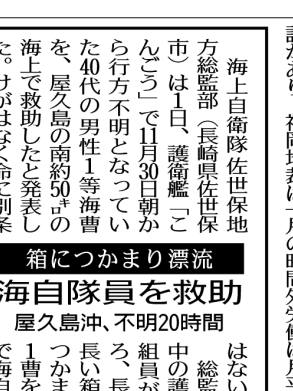 海上自衛隊佐世保地
方総監部(長崎県佐世保
市)は1日、護衛艦「こ
んごう」で11月30日朝か
ら行方不明となってい
た40代の男性1等海曹
を、屋久島の南約50㌔の
海上で救助したと発表し
た。けがはなく命に別条
箱につかまり漂流
海自隊員を救助
屋久島沖、不明20時間
はない
総監
中の護
組員が
ろ、長
長い箱
つかま
1曹を
で海自